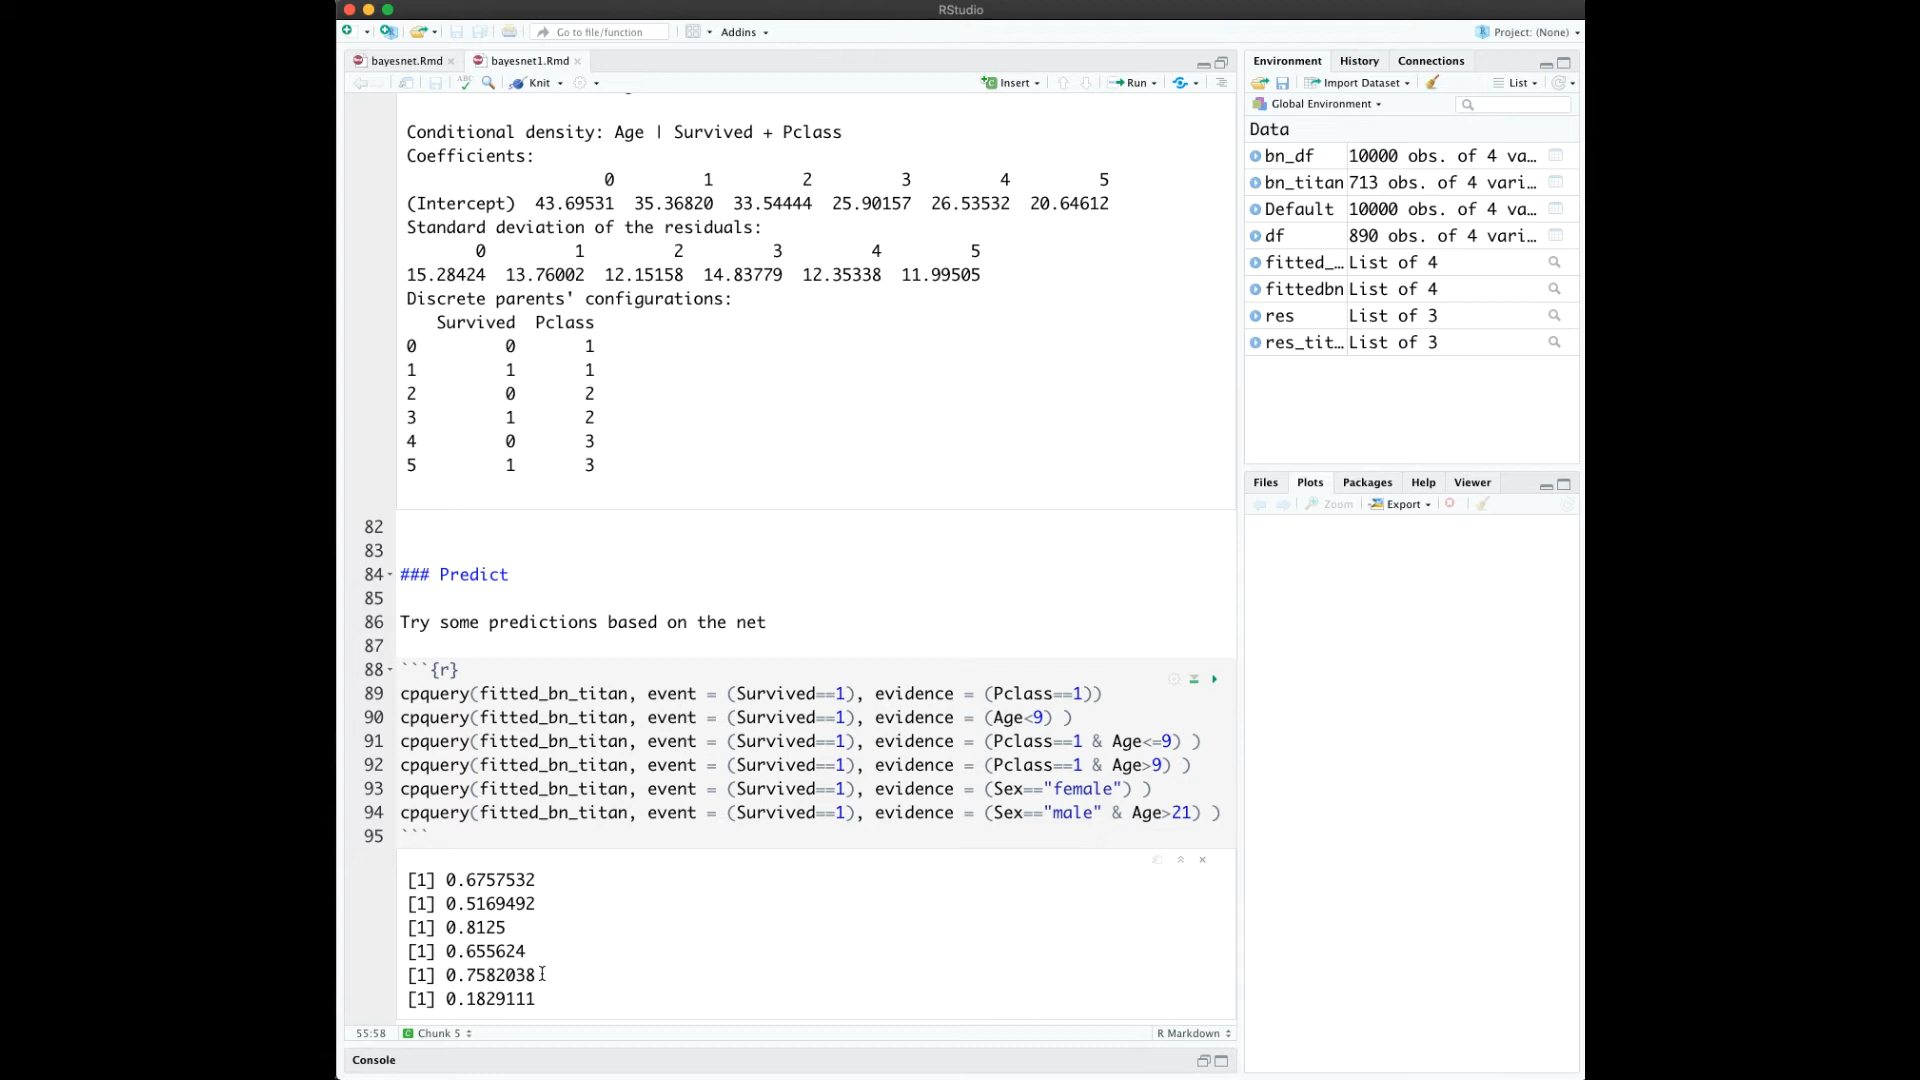 RStudio
Go to file/function
Addins
Project: (None)
bayesnet.Rmd
bayesnet1.Rmd
ABC
Knit
Insert
Run
Conditional density: Age | Survived + Pclass
Coefficients:
0 1 2 3 4 5
(Intercept) 43.69531 35.36820 33.54444 25.90157 26.53532 20.64612
Standard deviation of the residuals:
0 1 2 3 4 5
15.28424 13.76002 12.15158 14.83779 12.35338 11.99505
Discrete parents' configurations:
Survived Pclass
0 0 1
1 1 1
2 0 2
3 1 2
4 0 3
5 1 3
82
83
84 ### Predict
85
86 Try some predictions based on the net
87
88 ```{r}
89 cpquery(fitted_bn_titan, event = (Survived==1), evidence = (Pclass==1))
90 cpquery(fitted_bn_titan, event = (Survived==1), evidence = (Age<9) )
91 cpquery(fitted_bn_titan, event = (Survived==1), evidence = (Pclass==1 & Age<=9) )
92 cpquery(fitted_bn_titan, event = (Survived==1), evidence = (Pclass==1 & Age>9) )
93 cpquery(fitted_bn_titan, event = (Survived==1), evidence = (Sex=="female") )
94 cpquery(fitted_bn_titan, event = (Survived==1), evidence = (Sex=="male" & Age>21) )
95 ```
[1] 0.6757532
[1] 0.5169492
[1] 0.8125
[1] 0.655624
[1] 0.7582038
[1] 0.1829111
55:58 Chunk 5 R Markdown
Console
Environment History Connections
Import Dataset List
Global Environment
Data
bn_df 10000 obs. of 4 va…
bn_titan 713 obs. of 4 vari…
Default 10000 obs. of 4 va…
df 890 obs. of 4 vari…
fitted_… List of 4
fittedbn List of 4
res List of 3
res_tit… List of 3
Files Plots Packages Help Viewer
Zoom Export